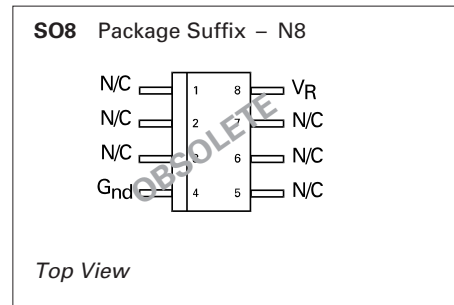 SO8 Package Suffix – N8
N/C 1 8 VR
N/C 2 7 N/C
N/C 3 6 N/C
Gnd 4 5 N/C
OBSOLETE
Top View